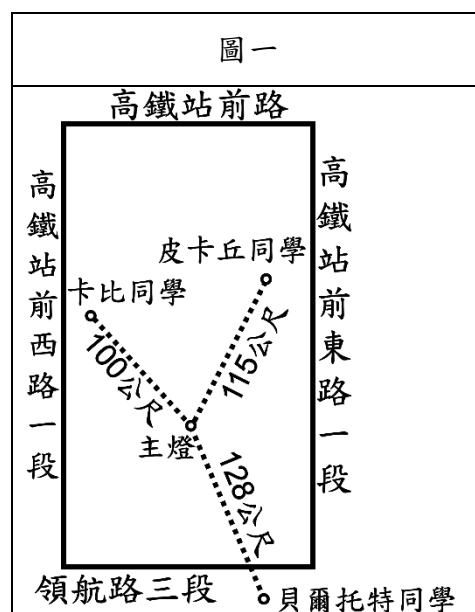 圖一
高鐵站前路
高鐵站前西路一段
高鐵站前東路一段
皮卡丘同學
卡比同學
100公尺
115公尺
主燈
128公尺
領航路三段
貝爾托特同學